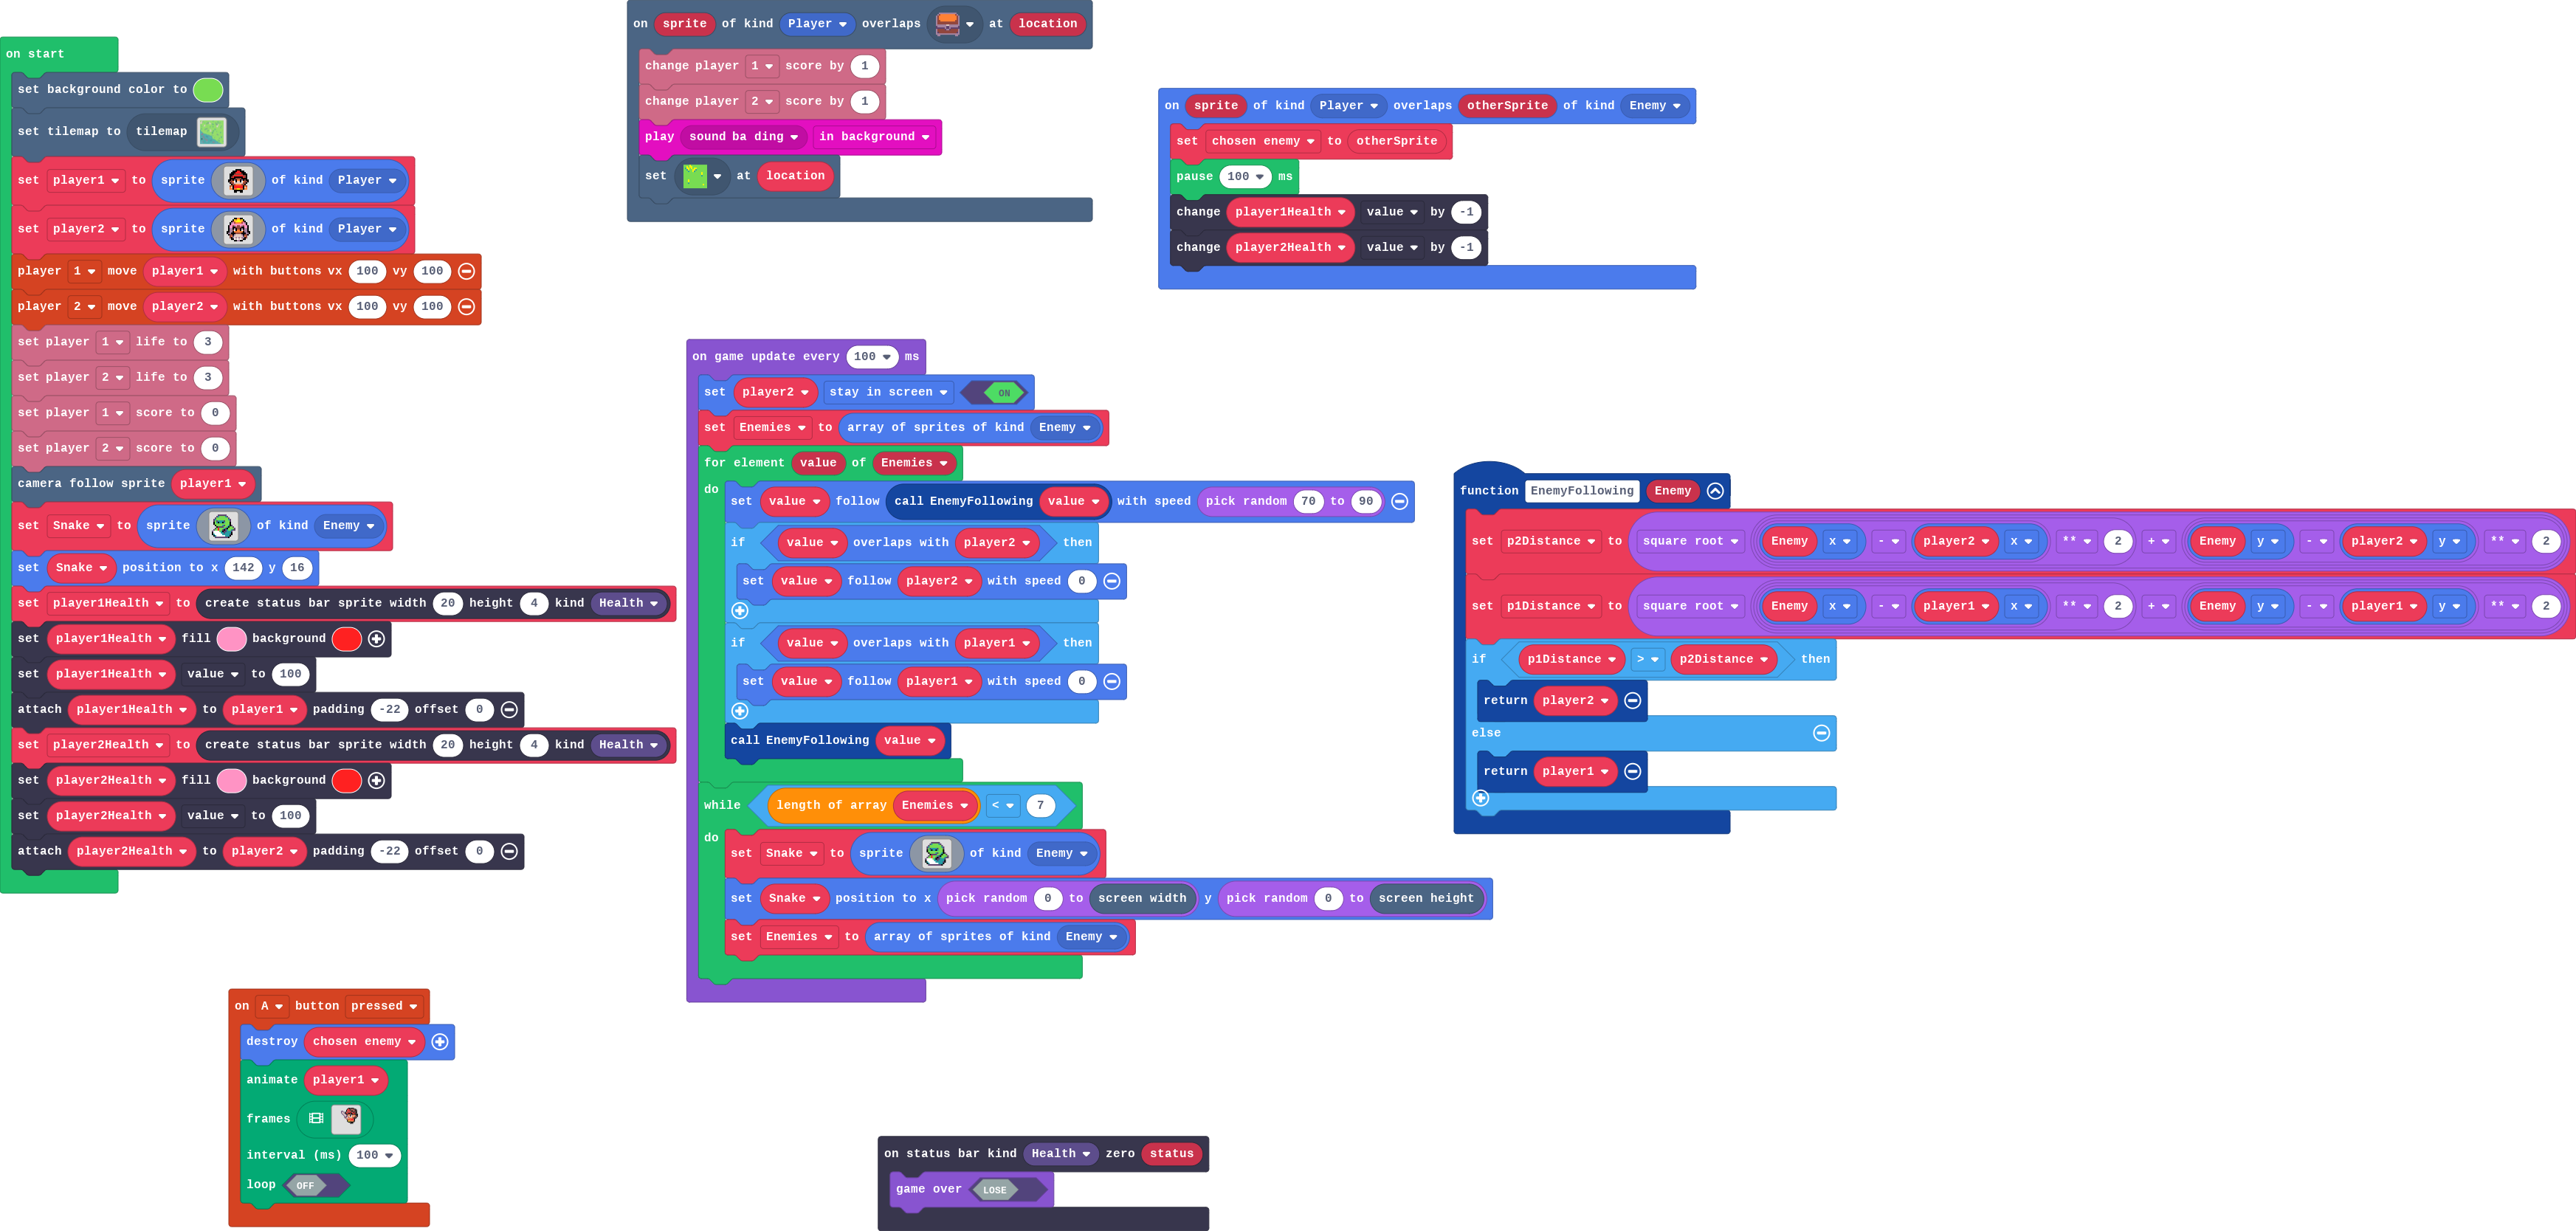 on start
set background color to
set tilemap to tilemap
set player1 to sprite of kind Player
set player2 to sprite of kind Player
player 1 move player1 with buttons vx 100 vy 100
player 2 move player2 with buttons vx 100 vy 100
set player 1 life to 3
set player 2 life to 3
set player 1 score to 0
set player 2 score to 0
camera follow sprite player1
set Snake to sprite of kind Enemy
set Snake position to x 142 y 16
set player1Health to create status bar sprite width 20 height 4 kind Health
set player1Health fill background
set player1Health value to 100
attach player1Health to player1 padding -22 offset 0
set player2Health to create status bar sprite width 20 height 4 kind Health
set player2Health fill background
set player2Health value to 100
attach player2Health to player2 padding -22 offset 0
on sprite of kind Player overlaps at location
change player 1 score by 1
change player 2 score by 1
play sound ba ding in background
set at location
on sprite of kind Player overlaps otherSprite of kind Enemy
set chosen enemy to otherSprite
pause 100 ms
change player1Health value by -1
change player2Health value by -1
on game update every 100 ms
set player2 stay in screen ON
set Enemies to array of sprites of kind Enemy
for element value of Enemies
do
set value follow call EnemyFollowing value with speed pick random 70 to 90
if value overlaps with player2 then
set value follow player2 with speed 0
if value overlaps with player1 then
set value follow player1 with speed 0
call EnemyFollowing value
while length of array Enemies < 7
do
set Snake to sprite of kind Enemy
set Snake position to x pick random 0 to screen width y pick random 0 to screen height
set Enemies to array of sprites of kind Enemy
function EnemyFollowing Enemy
set p2Distance to square root Enemy x - player2 x ** 2 + Enemy y - player2 y ** 2
set p1Distance to square root Enemy x - player1 x ** 2 + Enemy y - player1 y ** 2
if p1Distance > p2Distance then
return player2
else
return player1
on A button pressed
destroy chosen enemy
animate player1
frames
interval (ms) 100
loop OFF
on status bar kind Health zero status
game over LOSE